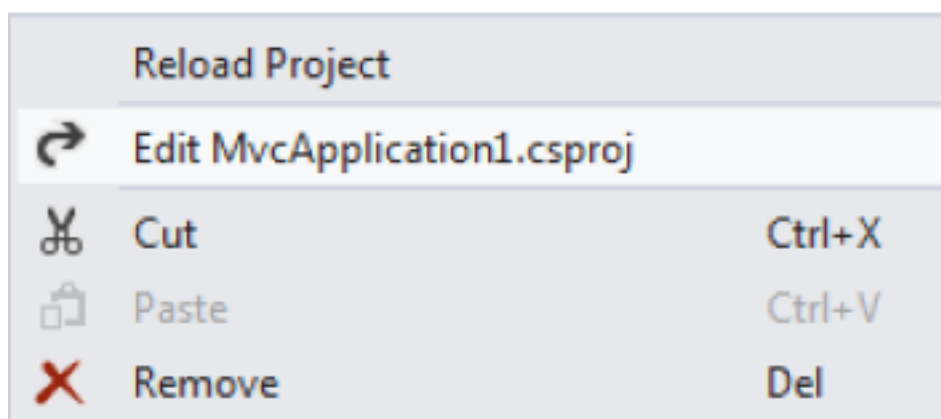 Reload Project
Edit MvcApplication1.csproj
Cut Ctrl+X
Paste Ctrl+V
Remove Del